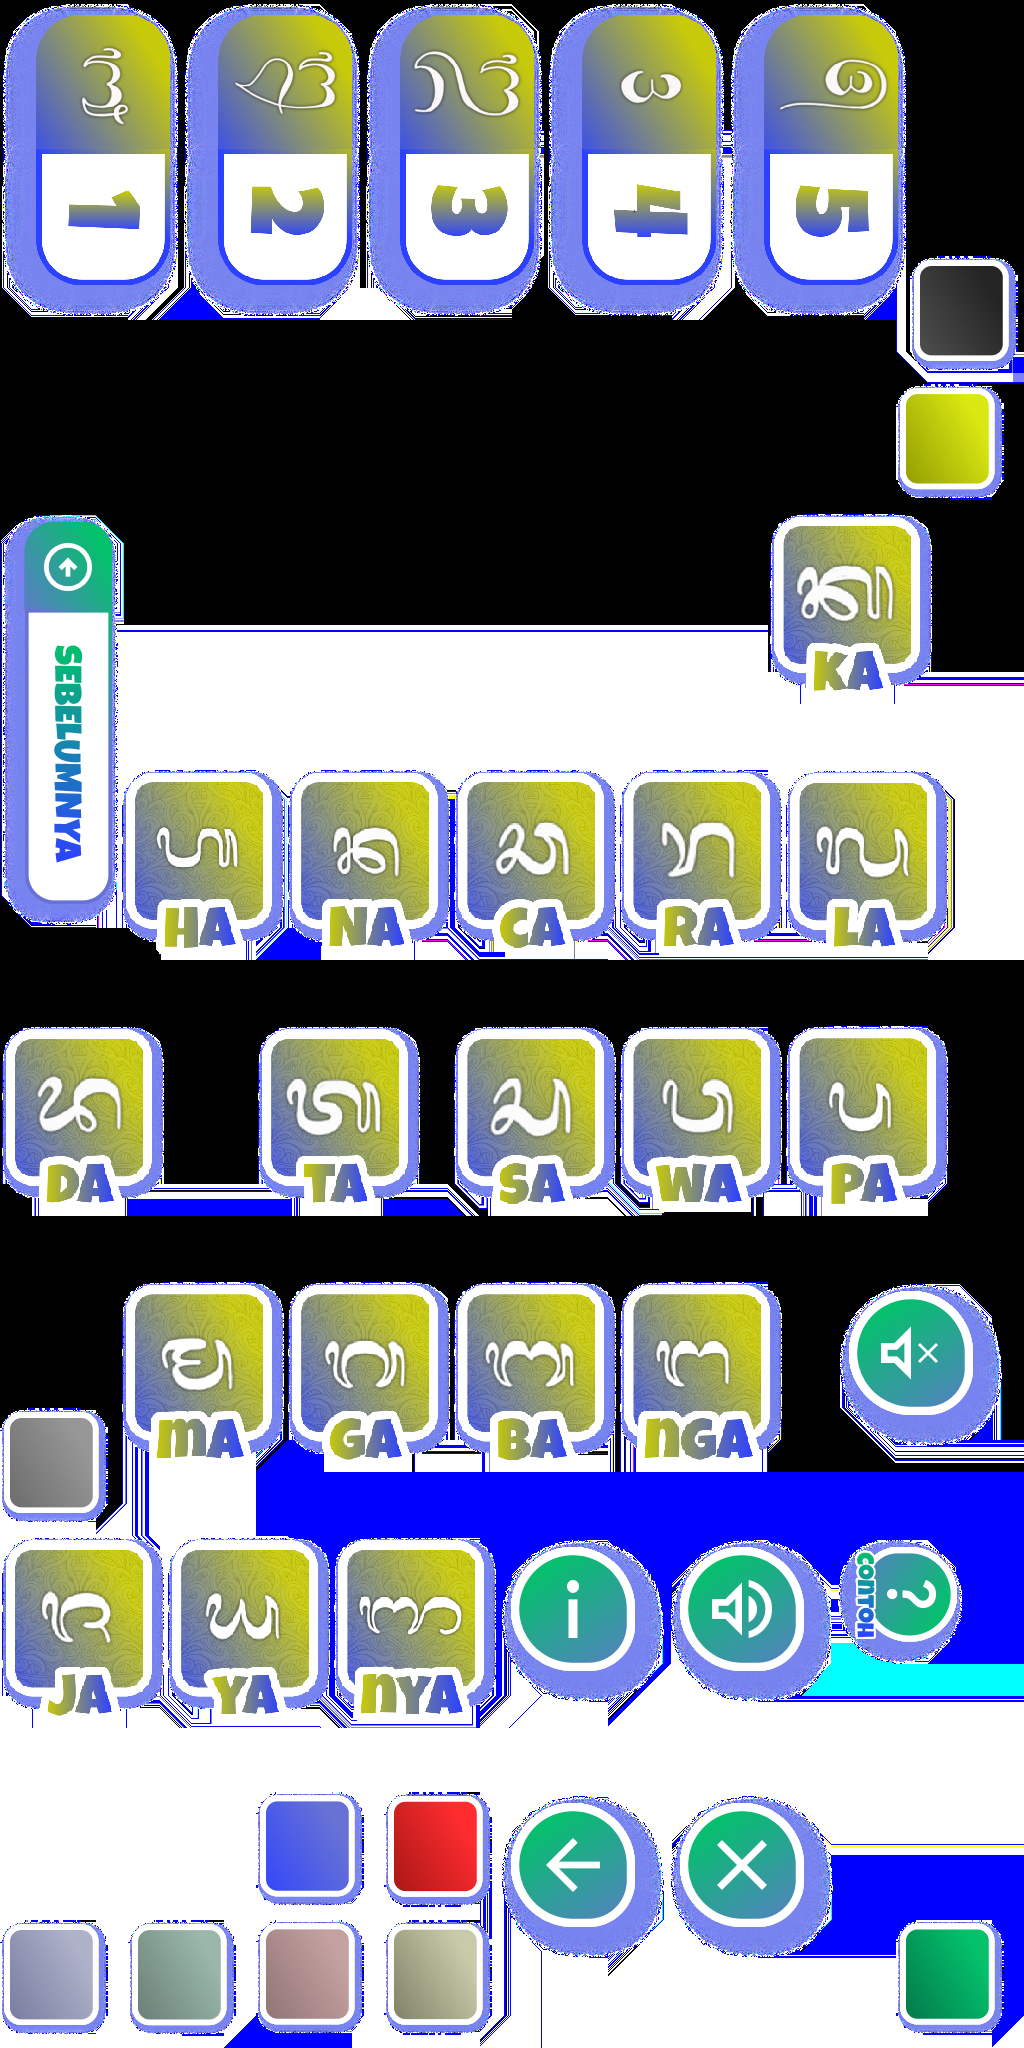 1 2 3 4 5
ᬓ
KA
SEBELUMNYA
ᬳ ᬦ ᬘ ᬭ ᬮ
HA NA CA RA LA
ᬤ ᬢ ᬲ ᬯ ᬧ
DA TA SA WA PA
ᬫ ᬕ ᬩ ᬗ
MA GA BA NGA
CONTOH
ᬚ ᬬ ᬜ
JA YA NYA